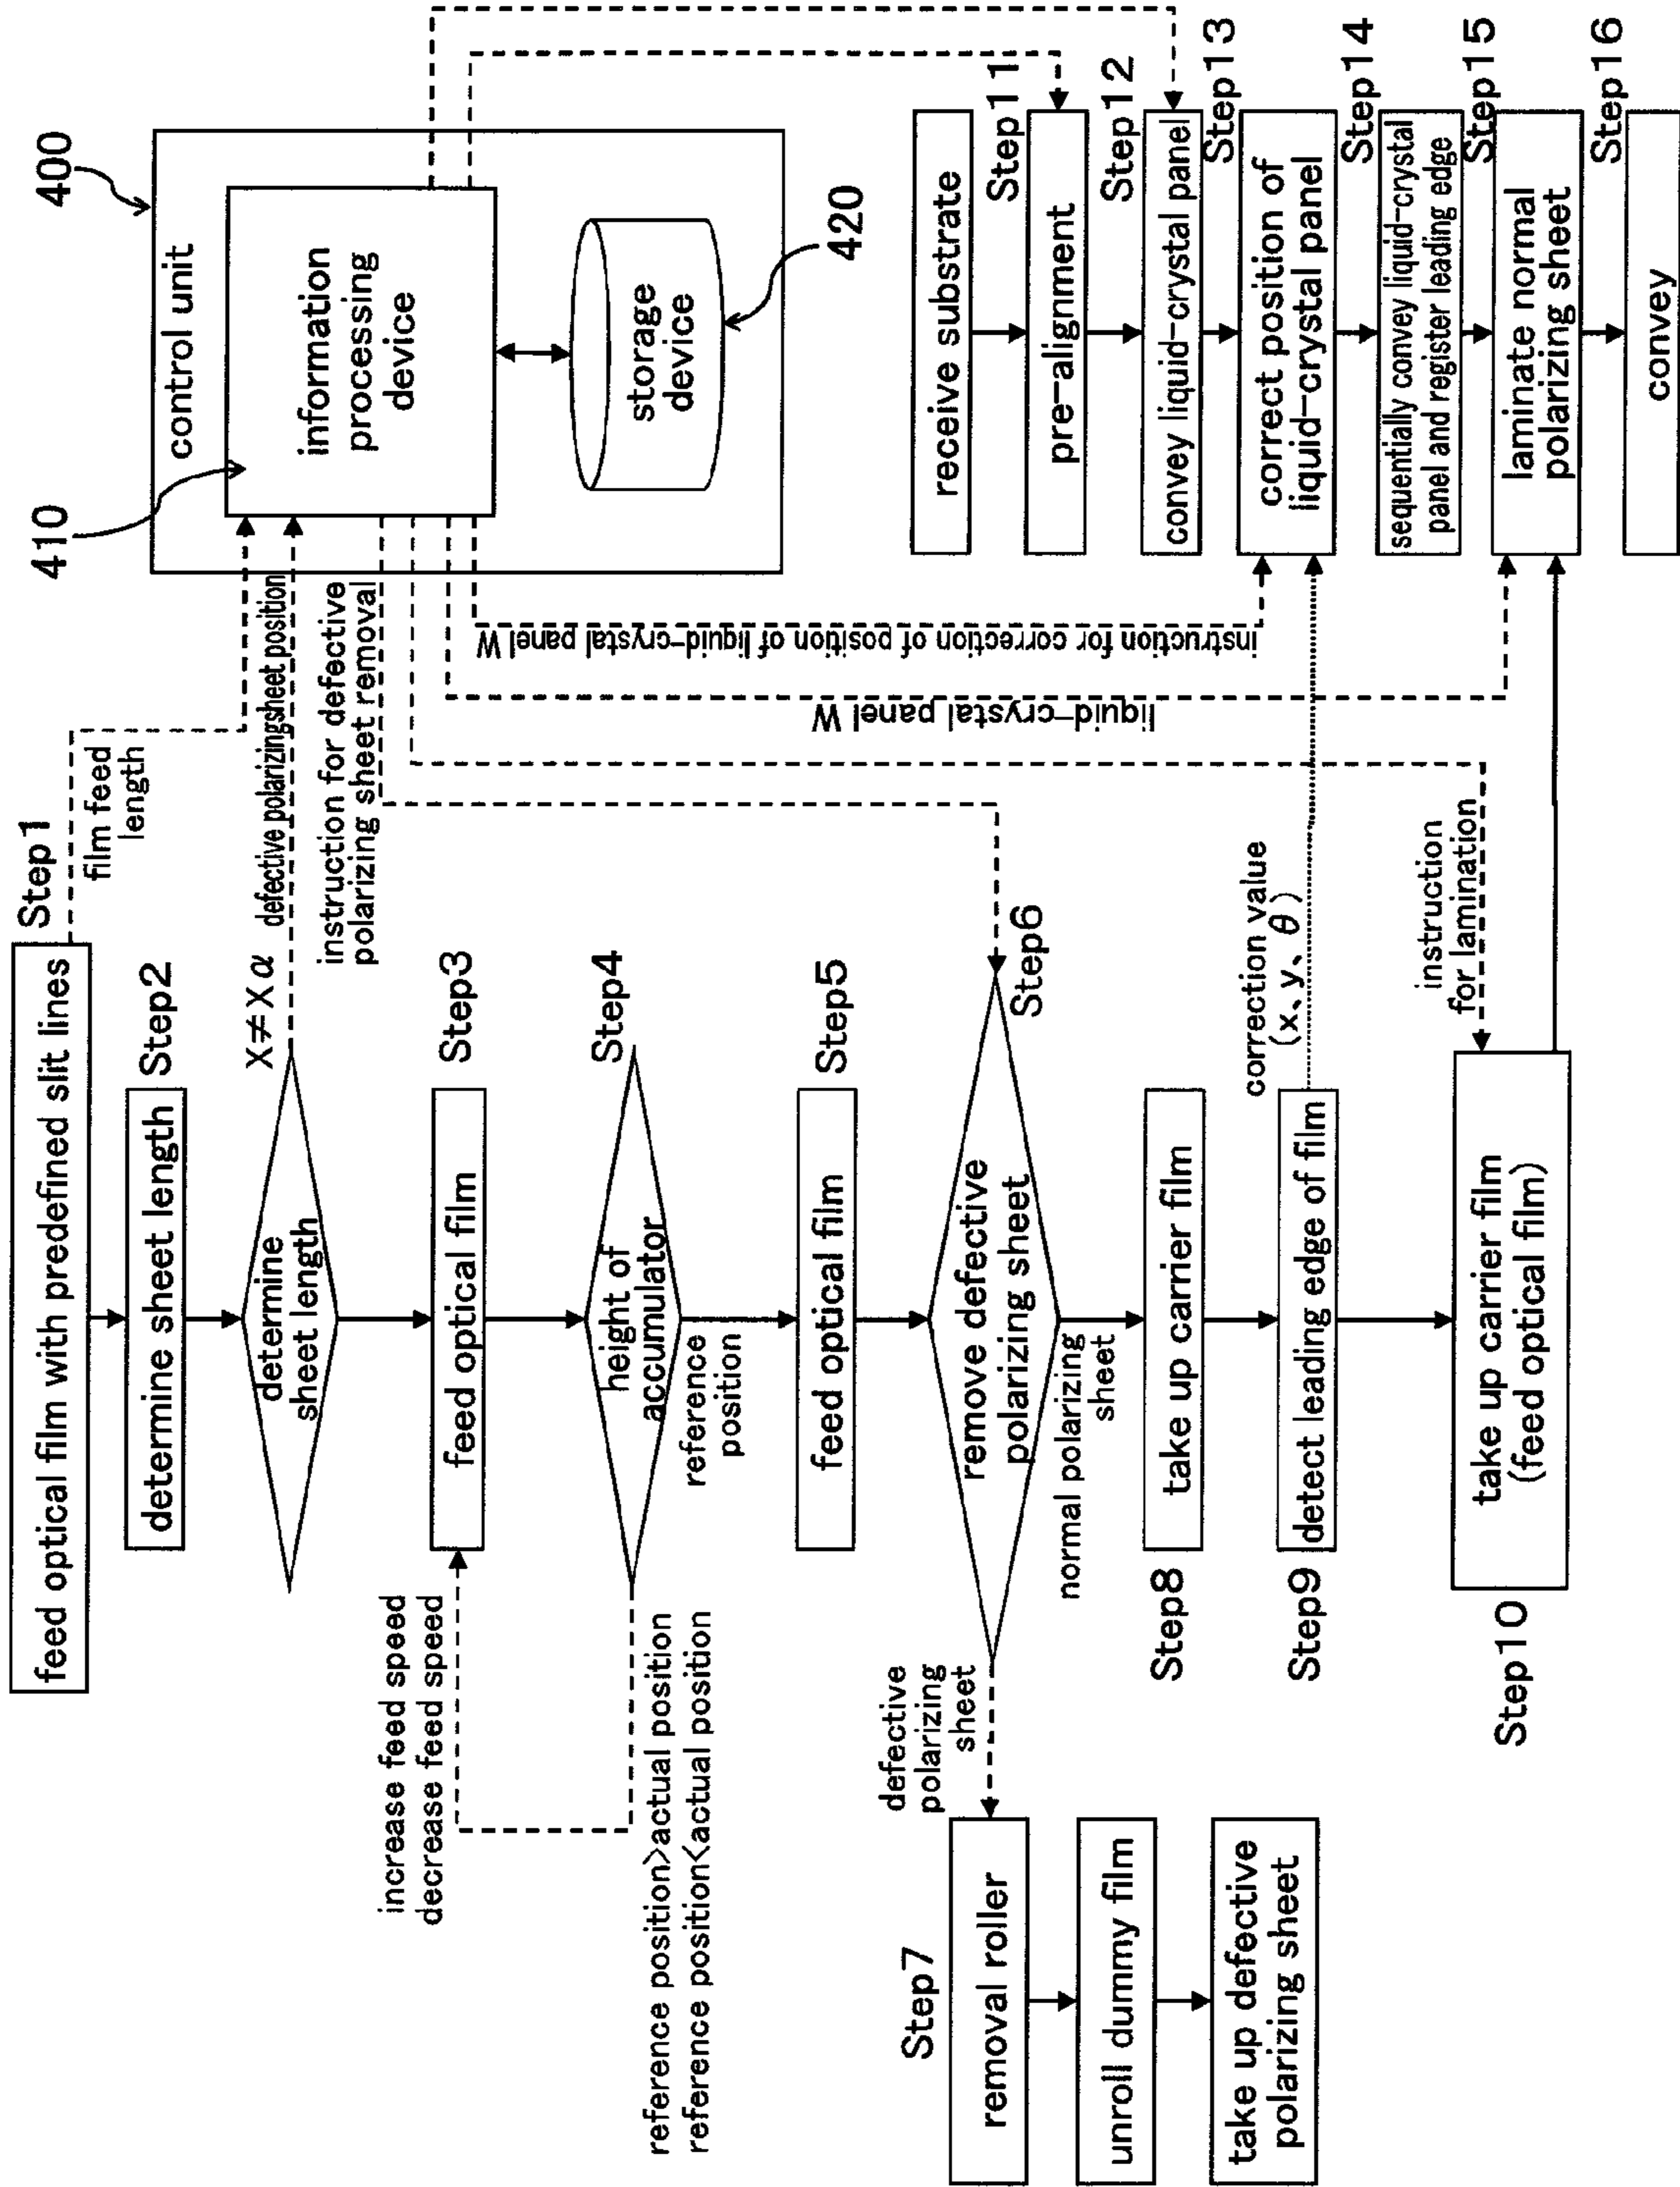 Step1
feed optical film with predefined slit lines
film feed
length
Step2
determine sheet length
X≠Xα
defective polarizingsheet position
determine
sheet length
instruction for defective
polarizing sheet removal
increase feed speed
decrease feed speed
Step3
feed optical film
Step4
height of
accumulator
reference position>actual position
reference position<actual position
reference
position
Step5
feed optical film
Step6
remove defective
polarizing sheet
defective
polarizing
sheet
normal polarizing
sheet
Step7
removal roller
unroll dummy film
take up defective
polarizing sheet
Step8
take up carrier film
Step9
detect leading edge of film
correction value
(x、y、θ)
Step10
take up carrier film
(feed optical film)
instruction
for lamination
400
control unit
410
information
processing
device
storage
device
420
instruction for correction of position of liquid-crystal panel W
liquid-crystal panel W
receive substrate
Step11
pre-alignment
Step12
convey liquid-crystal panel
Step13
correct position of
liquid-crystal panel
Step14
sequentially convey liquid-crystal
panel and register leading edge
Step15
laminate normal
polarizing sheet
Step16
convey